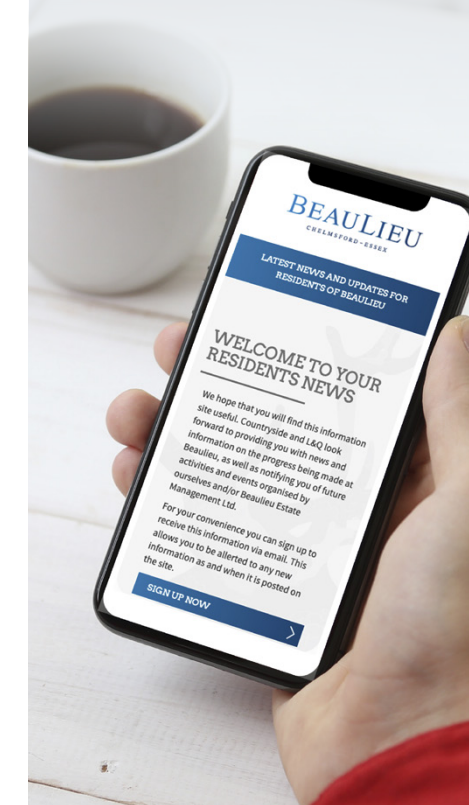 BEAULIEU
CHELMSFORD - ESSEX
LATEST NEWS AND UPDATES FOR
RESIDENTS OF BEAULIEU
WELCOME TO YOUR
RESIDENTS NEWS
We hope that you will find this information
site useful. Countryside and L&Q look
forward to providing you with news and
information on the progress being made at
Beaulieu, as well as notifying you of future
activities and events organised by
ourselves and/or Beaulieu Estate
Management Ltd.
For your convenience you can sign up to
receive this information via email. This
allows you to be allerted to any new
information as and when it is posted on
the site.
SIGN UP NOW